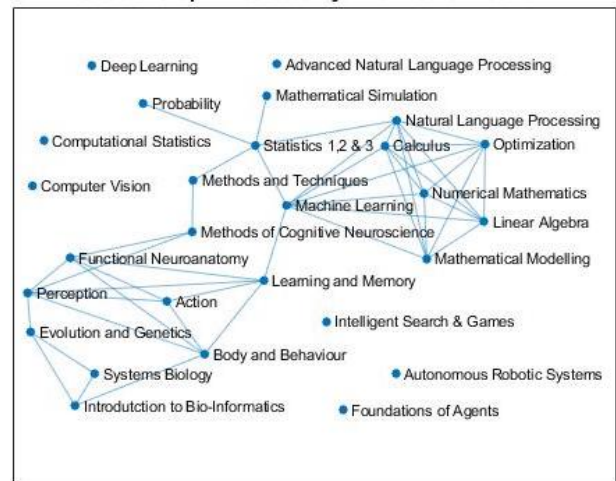 Deep Learning
Advanced Natural Language Processing
Probability
Mathematical Simulation
Natural Language Processing
Computational Statistics
Statistics 1,2 & 3
Calculus
Optimization
Computer Vision
Methods and Techniques
Numerical Mathematics
Machine Learning
Linear Algebra
Methods of Cognitive Neuroscience
Functional Neuroanatomy
Mathematical Modelling
Perception
Action
Learning and Memory
Evolution and Genetics
Intelligent Search & Games
Body and Behaviour
Systems Biology
Autonomous Robotic Systems
Introdutction to Bio-Informatics
Foundations of Agents